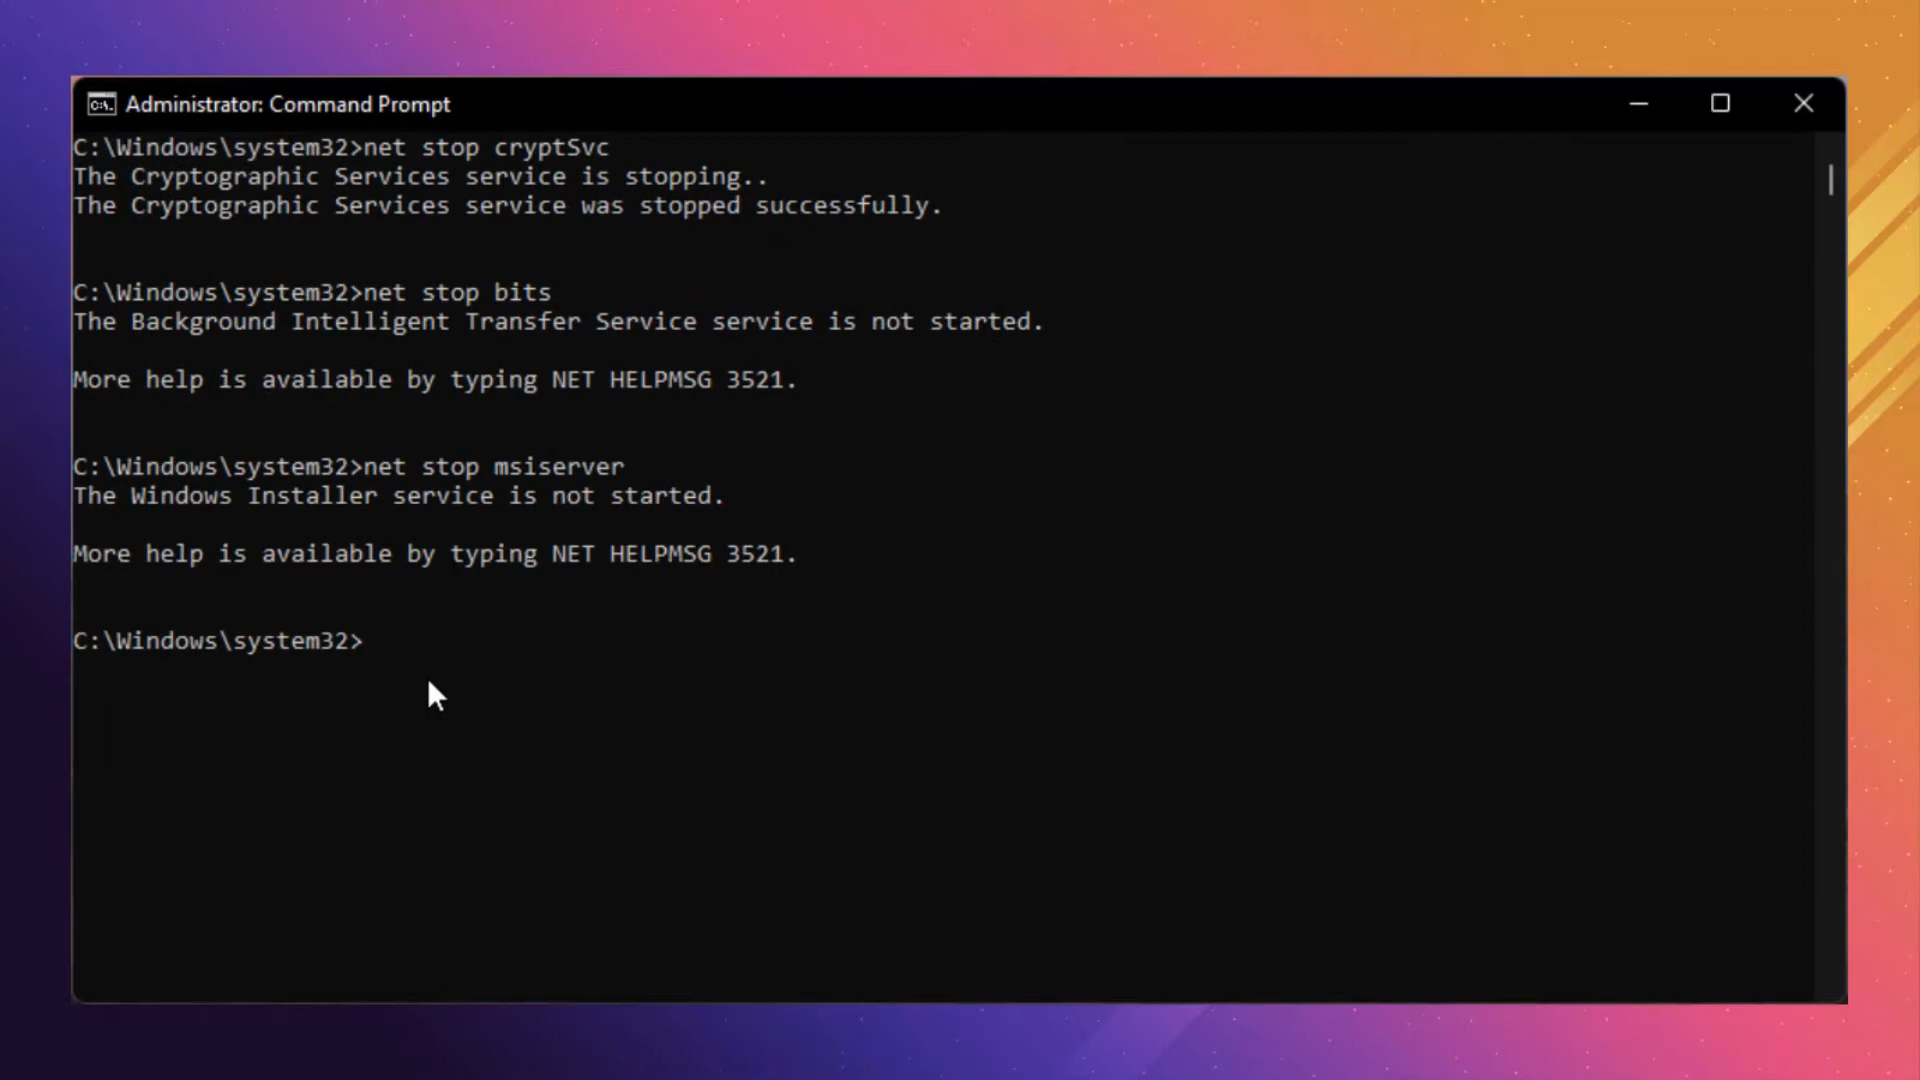 Administrator: Command Prompt
C:\Windows\system32>net stop cryptSvc
The Cryptographic Services service is stopping..
The Cryptographic Services service was stopped successfully.
C:\Windows\system32>net stop bits
The Background Intelligent Transfer Service service is not started.
More help is available by typing NET HELPMSG 3521.
C:\Windows\system32>net stop msiserver
The Windows Installer service is not started.
More help is available by typing NET HELPMSG 3521.
C:\Windows\system32>